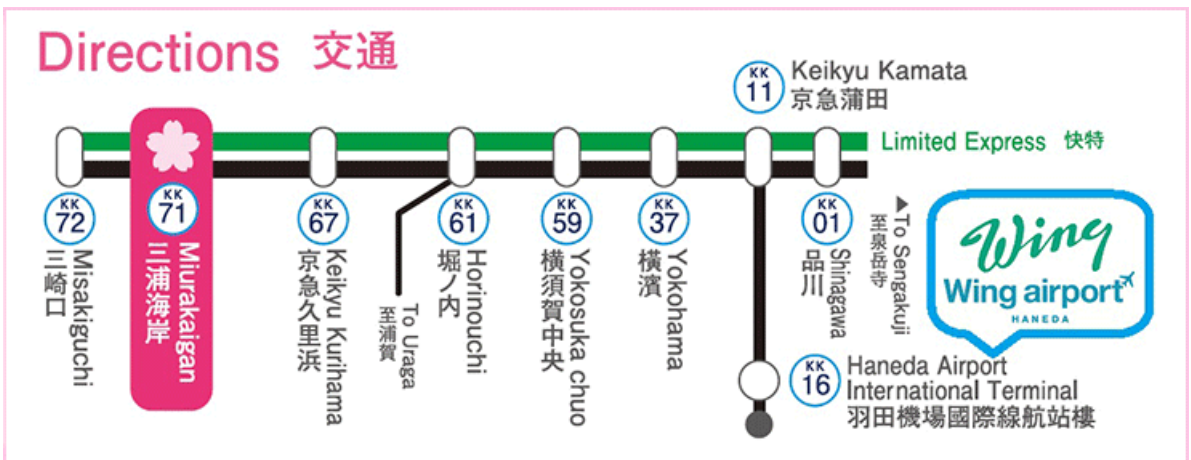 Directions 交通
KK
11
Keikyu Kamata
京急蒲田
Limited Express 快特
KK
72
Misakiguchi
川崎口
KK
71
Miurakaigan
三浦海岸
KK
67
Keikyu Kurihama
京急久里浜
To Uraga
至浦賀
KK
61
Horinouchi
堀ノ内
KK
59
Yokosuka chuo
横須賀中央
KK
37
Yokohama
橫濱
KK
01
Shinagawa
品川
▲To Sengakuji
至泉岳寺
Wing
Wing airport
HANEDA
KK
16
Haneda Airport
International Terminal
羽田機場國際線航站樓